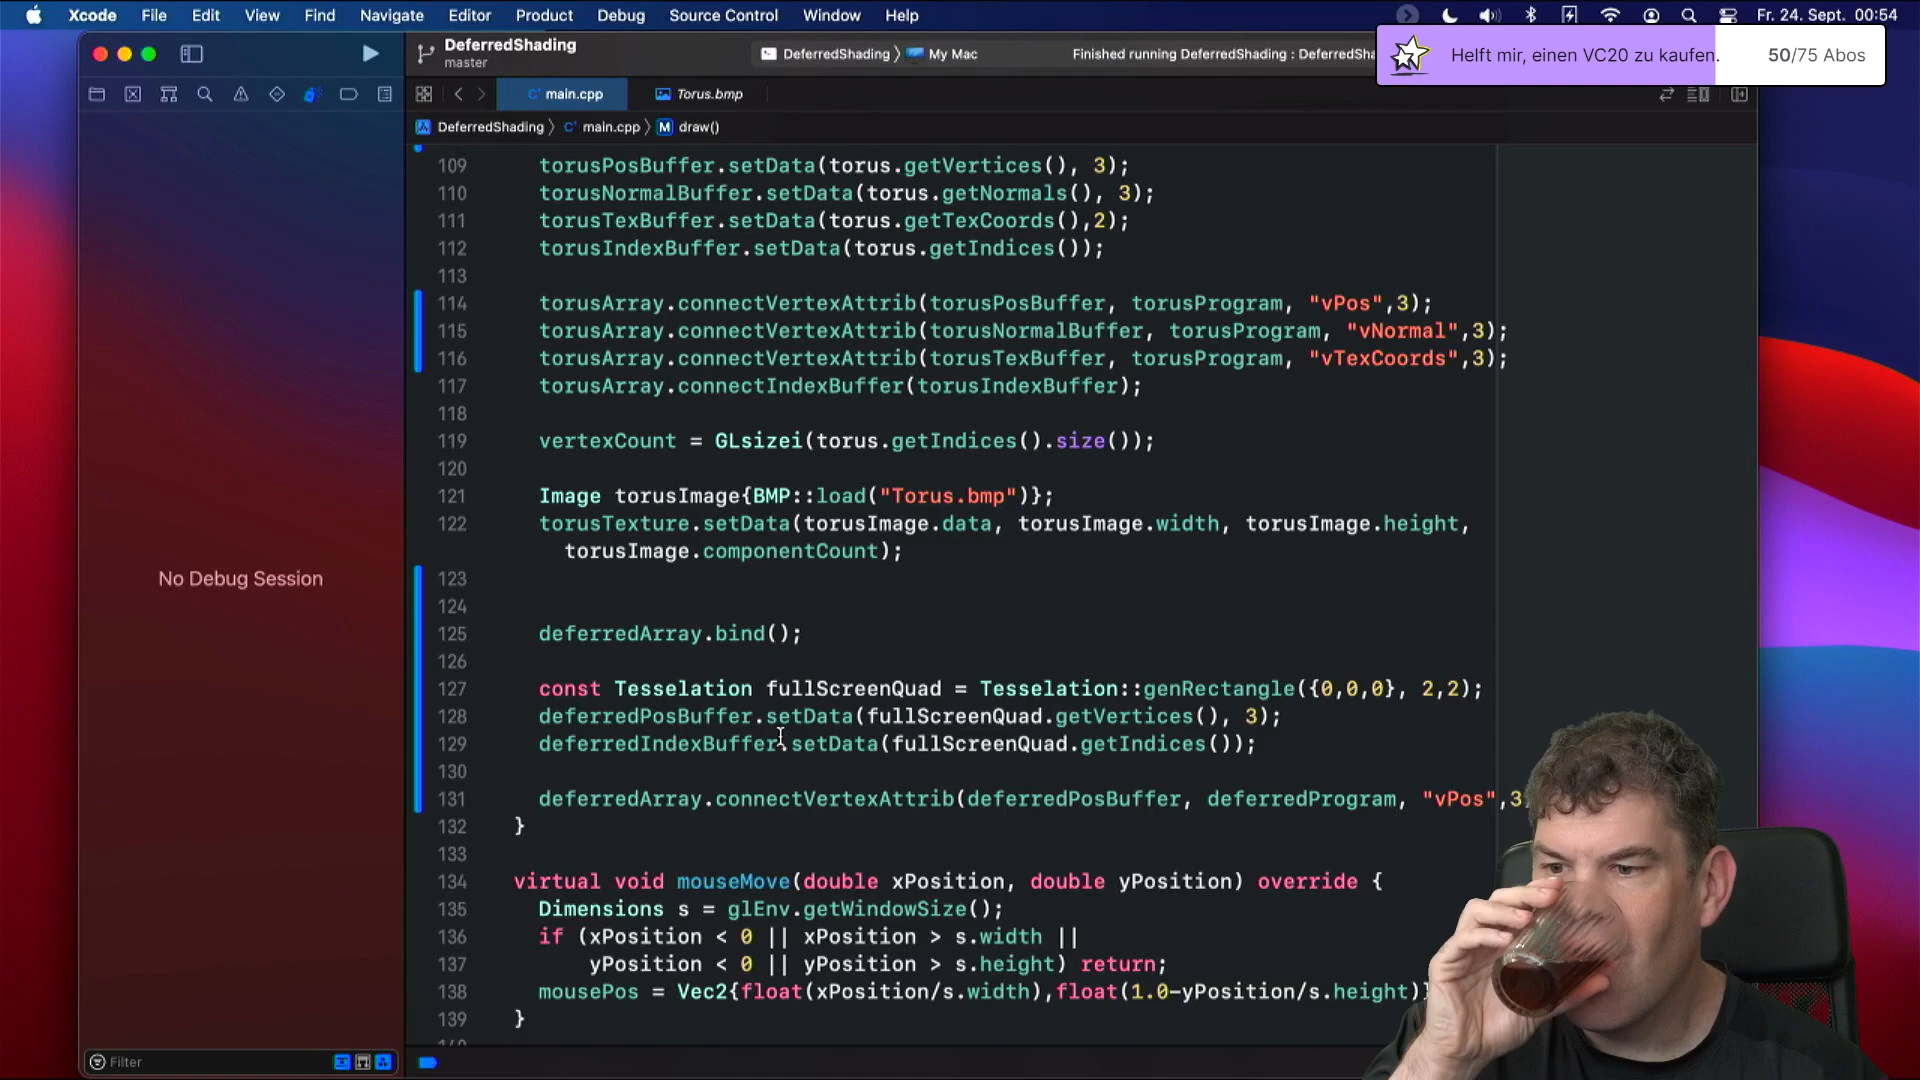 Xcode File Edit View Find Navigate Editor Product Debug Source Control Window Help
Fr. 24. Sept. 00:54
DeferredShading
master
DeferredShading 〉 My Mac
Finished running DeferredShading : DeferredSha
Helft mir, einen VC20 zu kaufen.
50/75 Abos
main.cpp
Torus.bmp
DeferredShading 〉 main.cpp 〉 M draw()
109 torusPosBuffer.setData(torus.getVertices(), 3);
110 torusNormalBuffer.setData(torus.getNormals(), 3);
111 torusTexBuffer.setData(torus.getTexCoords(),2);
112 torusIndexBuffer.setData(torus.getIndices());
113
114 torusArray.connectVertexAttrib(torusPosBuffer, torusProgram, "vPos",3);
115 torusArray.connectVertexAttrib(torusNormalBuffer, torusProgram, "vNormal",3);
116 torusArray.connectVertexAttrib(torusTexBuffer, torusProgram, "vTexCoords",3);
117 torusArray.connectIndexBuffer(torusIndexBuffer);
118
119 vertexCount = GLsizei(torus.getIndices().size());
120
121 Image torusImage{BMP::load("Torus.bmp")};
122 torusTexture.setData(torusImage.data, torusImage.width, torusImage.height,
torusImage.componentCount);
123
124
125 deferredArray.bind();
126
127 const Tesselation fullScreenQuad = Tesselation::genRectangle({0,0,0}, 2,2);
128 deferredPosBuffer.setData(fullScreenQuad.getVertices(), 3);
129 deferredIndexBuffer.setData(fullScreenQuad.getIndices());
130
131 deferredArray.connectVertexAttrib(deferredPosBuffer, deferredProgram, "vPos",3
132 }
133
134 virtual void mouseMove(double xPosition, double yPosition) override {
135 Dimensions s = glEnv.getWindowSize();
136 if (xPosition < 0 || xPosition > s.width ||
137 yPosition < 0 || yPosition > s.height) return;
138 mousePos = Vec2{float(xPosition/s.width),float(1.0-yPosition/s.height)}
139 }
No Debug Session
Filter